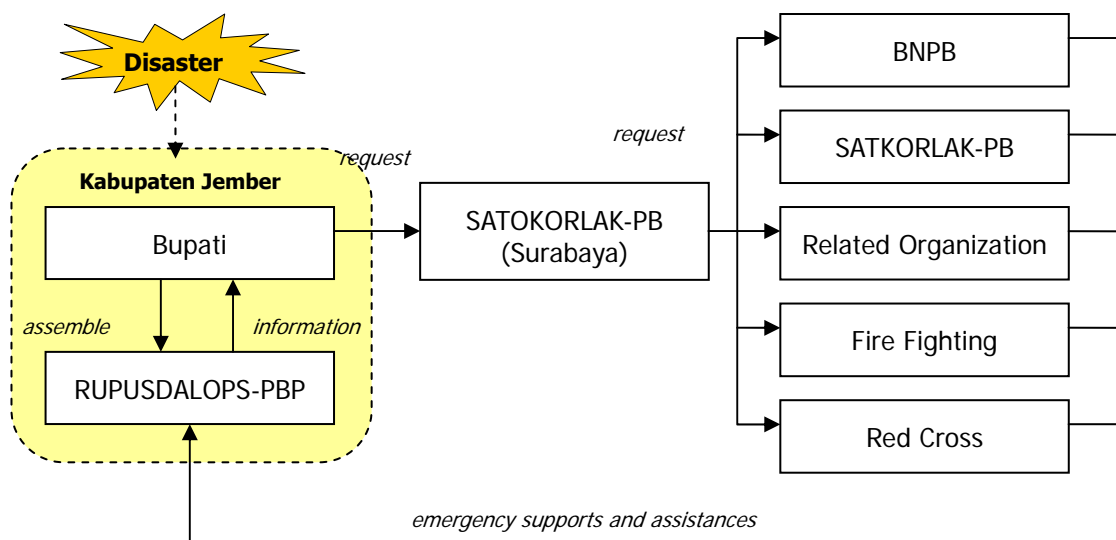 Disaster
Kabupaten Jember
Bupati
assemble
information
RUPUSDALOPS-PBP
request
SATOKORLAK-PB
(Surabaya)
request
BNPB
SATKORLAK-PB
Related Organization
Fire Fighting
Red Cross
emergency supports and assistances